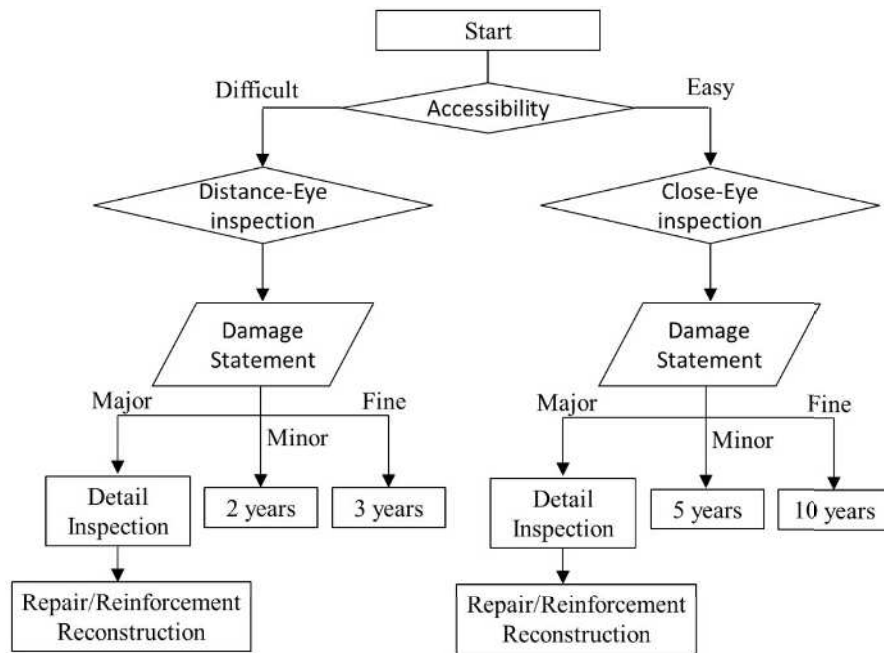 Start
Difficult
Accessibility
Easy
Distance-Eye
inspection
Close-Eye
inspection
Damage
Statement
Damage
Statement
Major
Fine
Minor
Major
Fine
Minor
Detail
Inspection
2 years
3 years
Detail
Inspection
5 years
10 years
Repair/Reinforcement
Reconstruction
Repair/Reinforcement
Reconstruction